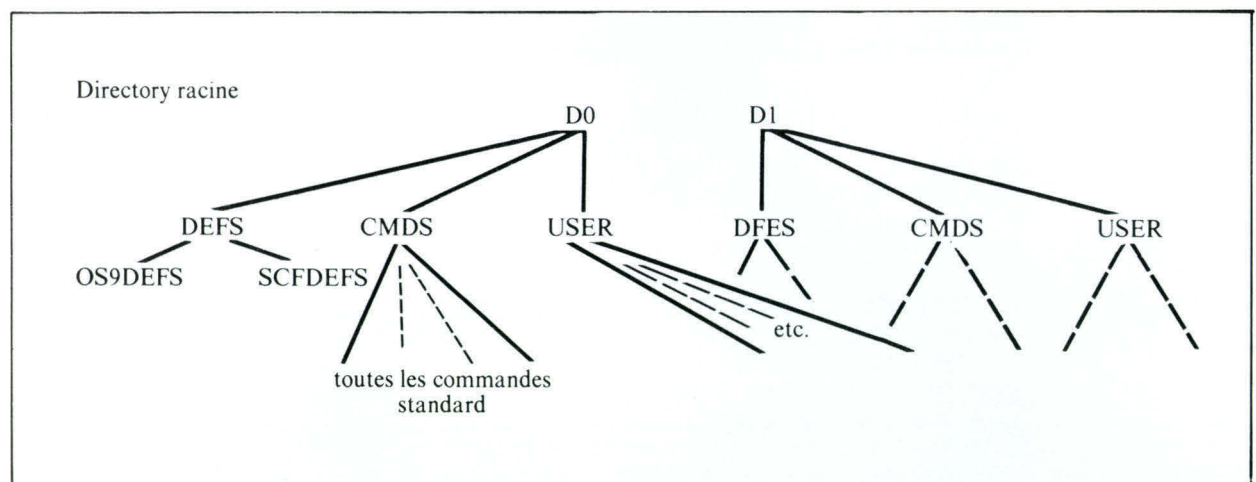 Directory racine
D0 D1
DEFS CMDS USER DFES CMDS USER
OS9DEFS SCFDEFS
etc.
toutes les commandes
standard